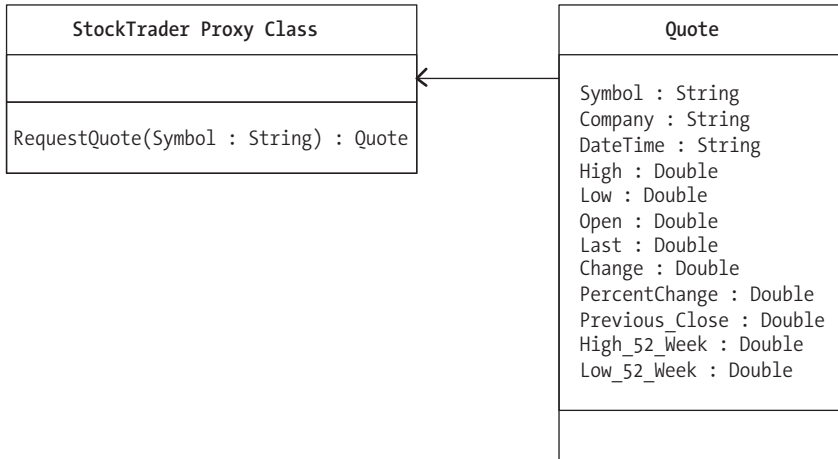 StockTrader Proxy Class
RequestQuote(Symbol : String) : Quote
Quote
Symbol : String
Company : String
DateTime : String
High : Double
Low : Double
Open : Double
Last : Double
Change : Double
PercentChange : Double
Previous_Close : Double
High_52_Week : Double
Low_52_Week : Double